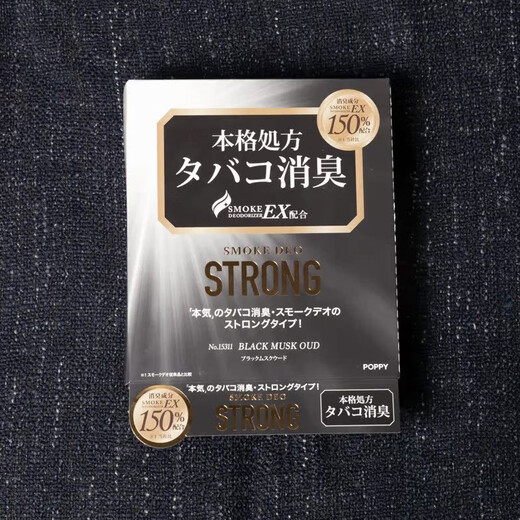 消臭成分
SMOKE EX
150%配合
本格処方
タバコ消臭
SMOKE
DEODORIZER EX配合
SMOKE DEO
STRONG
"本気"のタバコ消臭・スモークデオの
ストロングタイプ!
No.15311 BLACK MUSK OUD
ブラックムスクウード
POPPY
"本気"のタバコ消臭・ストロングタイプ!
SMOKE DEO
STRONG
消臭成分
SMOKE EX
150%配合
本格処方
タバコ消臭